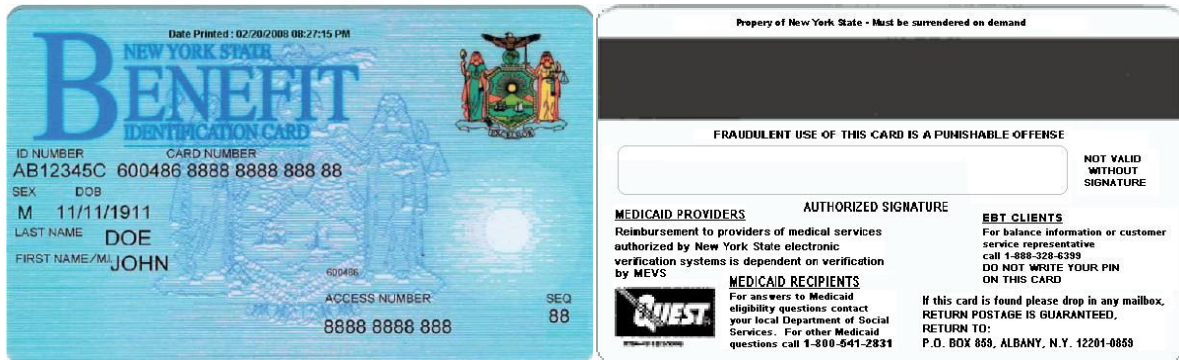 Date Printed : 02/20/2008 08:27:15 PM
NEW YORK STATE
BENEFIT
IDENTIFICATION CARD
EXCELSIOR
ID NUMBER CARD NUMBER
AB12345C 600486 8888 8888 888 88
SEX DOB
M 11/11/1911
LAST NAME DOE
FIRST NAME/M.I. JOHN
600486
ACCESS NUMBER SEQ
8888 8888 888 88
Propery of New York State - Must be surrendered on demand
FRAUDULENT USE OF THIS CARD IS A PUNISHABLE OFFENSE
NOT VALID
WITHOUT
SIGNATURE
AUTHORIZED SIGNATURE
MEDICAID PROVIDERS
Reimbursement to providers of medical services
authorized by New York State electronic
verification systems is dependent on verification
by MEVS
EBT CLIENTS
For balance information or customer
service representative
call 1-888-328-6399
DO NOT WRITE YOUR PIN
ON THIS CARD
QUEST
MEDICAID RECIPIENTS
For answers to Medicaid
eligibility questions contact
your local Department of Social
Services. For other Medicaid
questions call 1-800-541-2831
If this card is found please drop in any mailbox,
RETURN POSTAGE IS GUARANTEED,
RETURN TO:
P.O. BOX 859, ALBANY, N.Y. 12201-0859